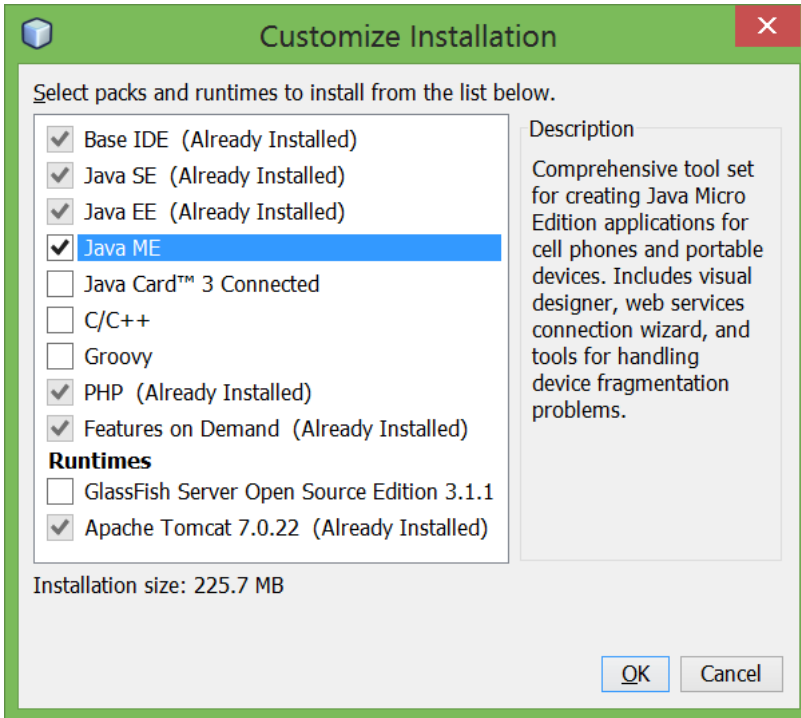 Customize Installation
Select packs and runtimes to install from the list below.
Base IDE (Already Installed)
Java SE (Already Installed)
Java EE (Already Installed)
Java ME
Java Card™ 3 Connected
C/C++
Groovy
PHP (Already Installed)
Features on Demand (Already Installed)
Runtimes
GlassFish Server Open Source Edition 3.1.1
Apache Tomcat 7.0.22 (Already Installed)
Description
Comprehensive tool set
for creating Java Micro
Edition applications for
cell phones and portable
devices. Includes visual
designer, web services
connection wizard, and
tools for handling
device fragmentation
problems.
Installation size: 225.7 MB
OK
Cancel